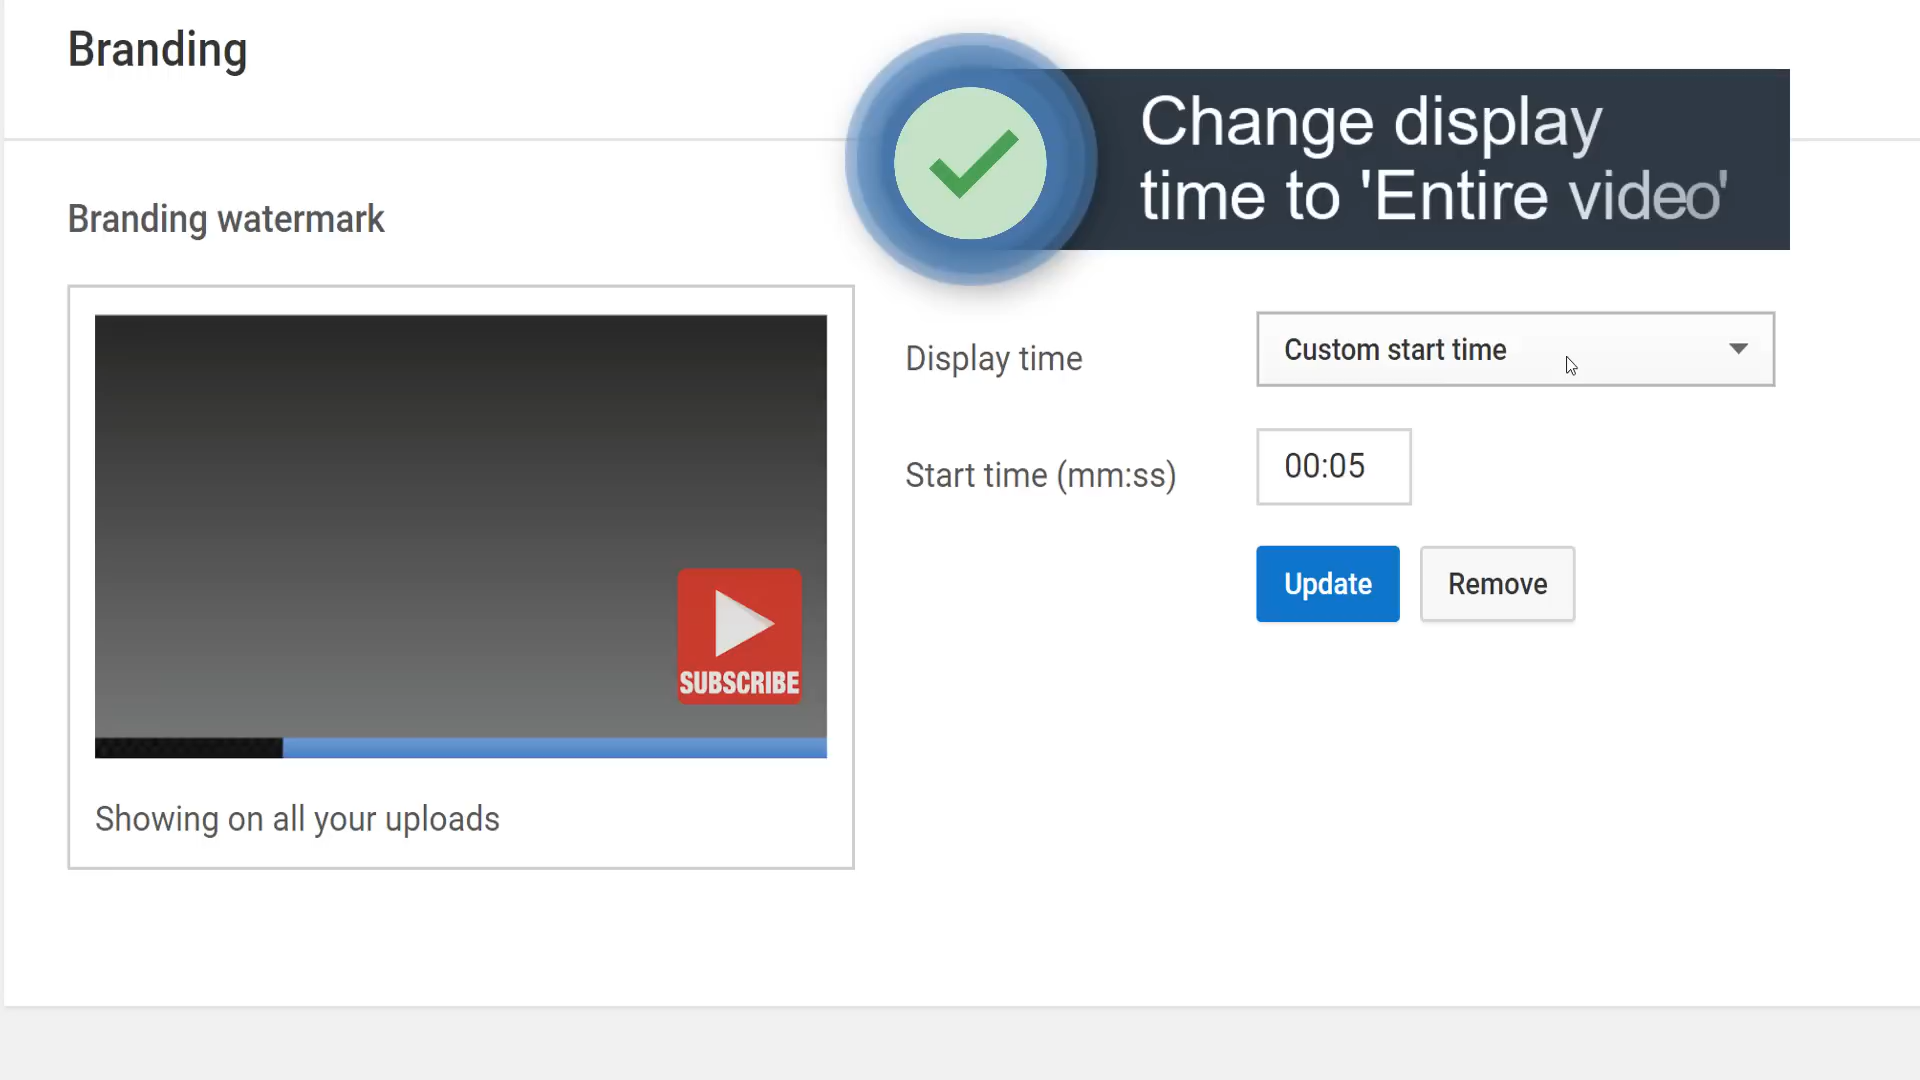 Branding
Change display
time to 'Entire video'
Branding watermark
Display time
Custom start time
Start time (mm:ss)
00:05
Update
Remove
SUBSCRIBE
Showing on all your uploads